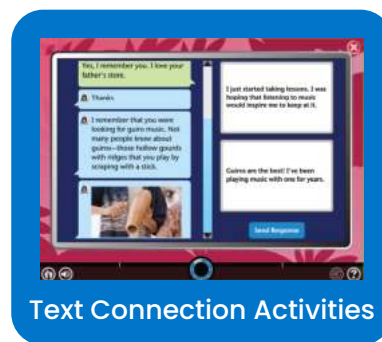 Yes, I remember you. I love your
father's store.
Thanks
I remember that you were
looking for guiro music. Not
many people know about
guiros—those hollow gourds
with ridges that you play by
scraping with a stick.
I just started taking lessons. I was
hoping that listening to music
would inspire me to keep at it.
Guiros are the best! I've been
playing music with one for years.
Send Response
Text Connection Activities